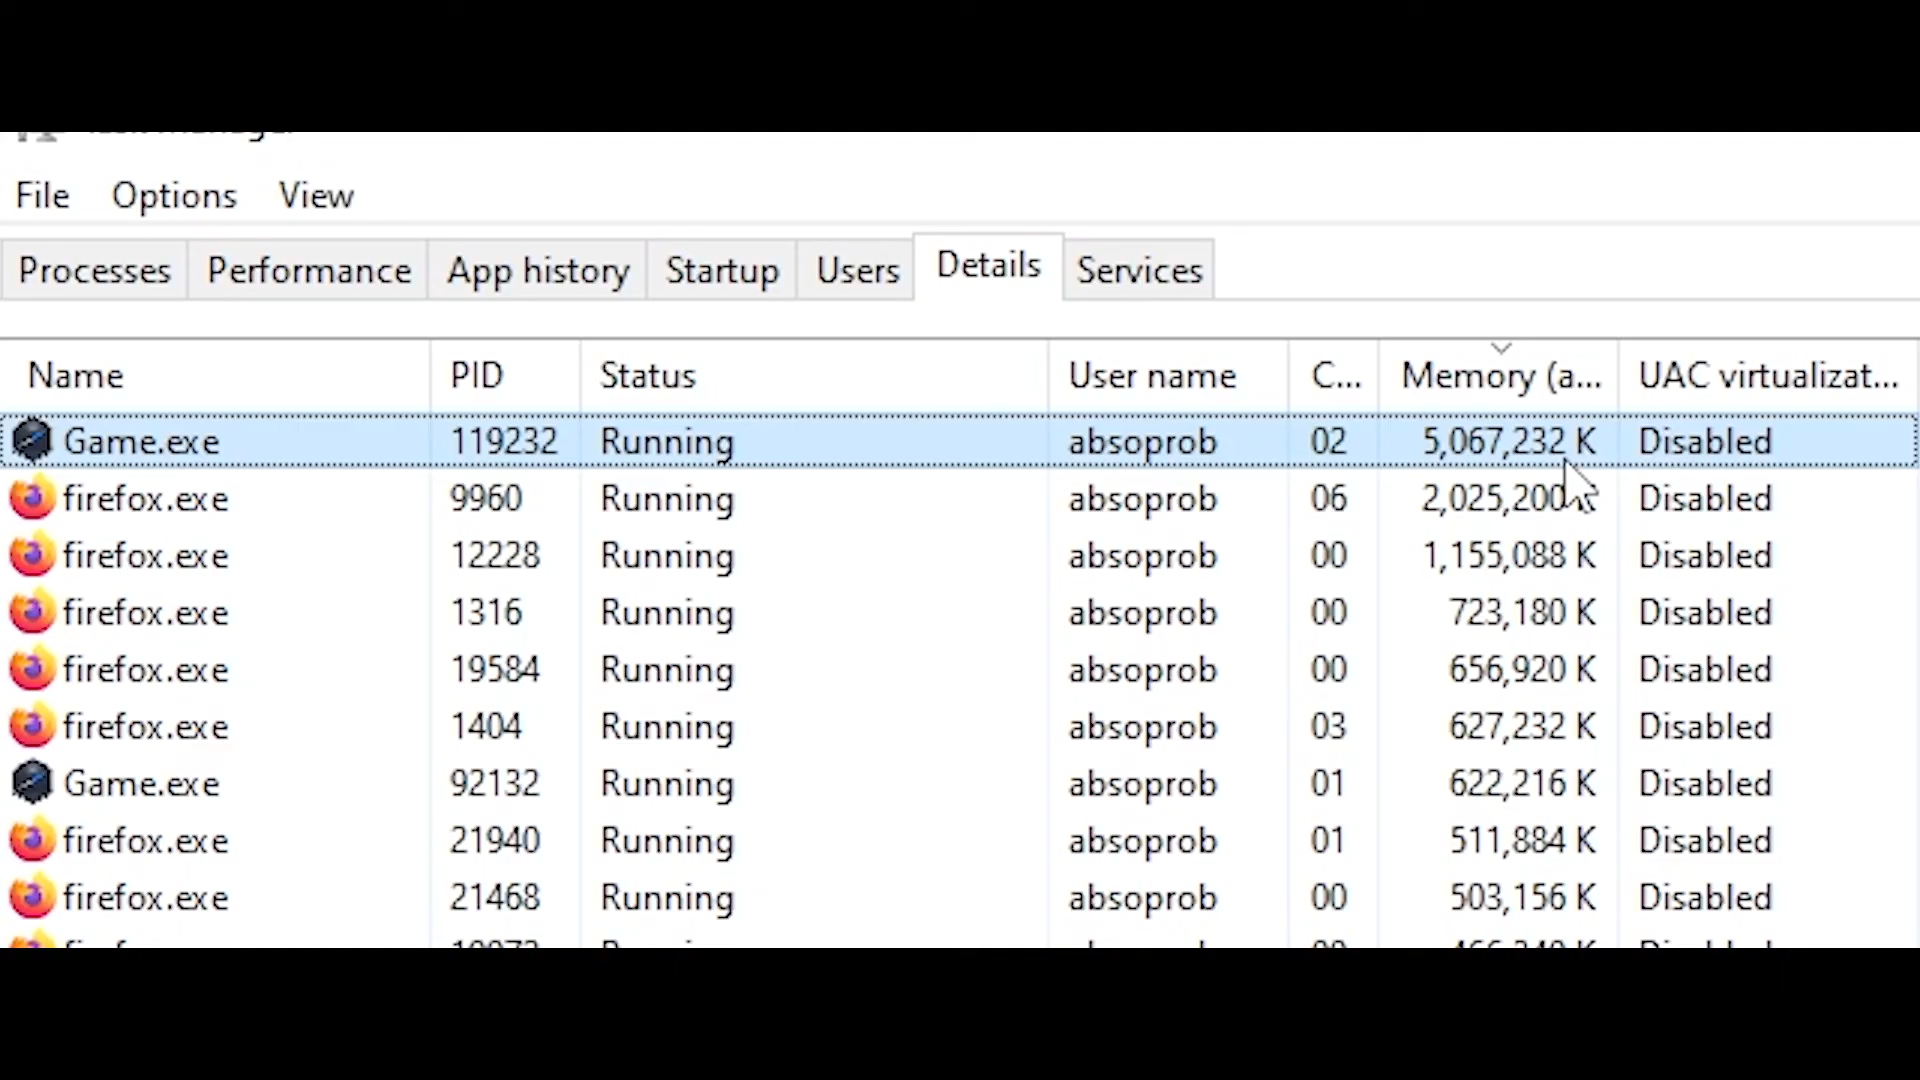 File Options View
Processes Performance App history Startup Users Details Services
Name PID Status User name C... Memory (a... UAC virtualizat...
Game.exe 119232 Running absoprob 02 5,067,232 K Disabled
firefox.exe 9960 Running absoprob 06 2,025,200 Disabled
firefox.exe 12228 Running absoprob 00 1,155,088 K Disabled
firefox.exe 1316 Running absoprob 00 723,180 K Disabled
firefox.exe 19584 Running absoprob 00 656,920 K Disabled
firefox.exe 1404 Running absoprob 03 627,232 K Disabled
Game.exe 92132 Running absoprob 01 622,216 K Disabled
firefox.exe 21940 Running absoprob 01 511,884 K Disabled
firefox.exe 21468 Running absoprob 00 503,156 K Disabled